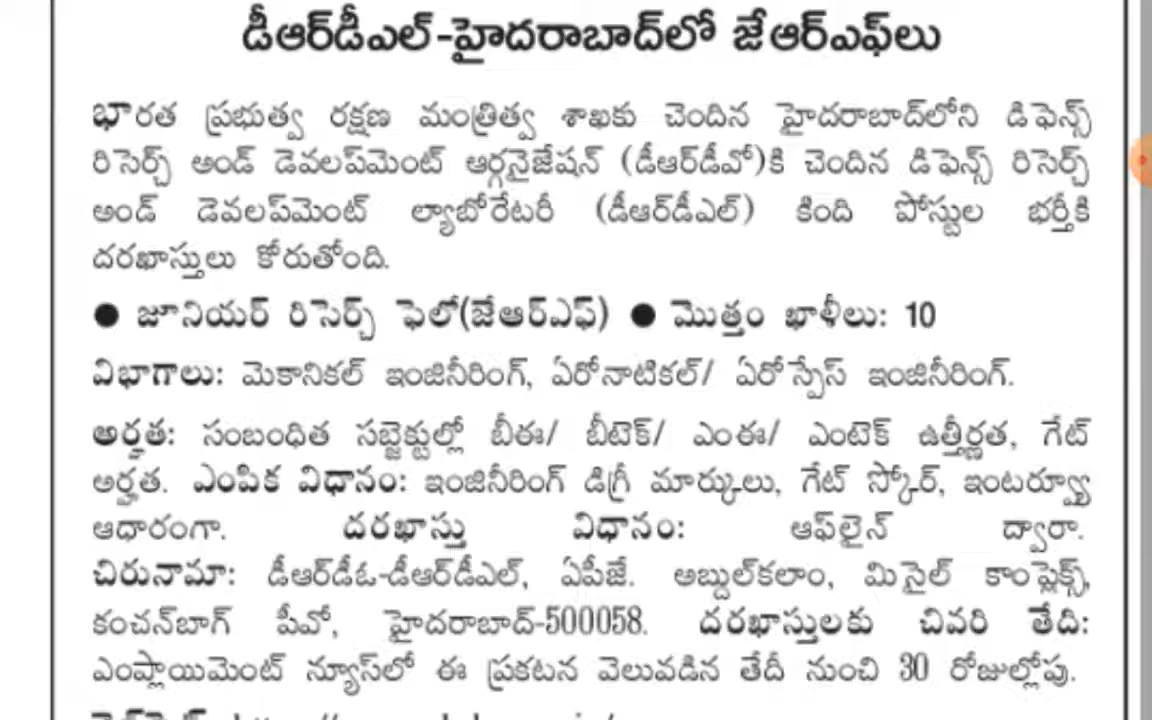 డీఆర్‌డీఎల్-హైదరాబాద్‌లో జేఆర్ఎఫ్‌లు
భారత ప్రభుత్వ రక్షణ మంత్రిత్వ శాఖకు చెందిన హైదరాబాద్‌లోని డిఫెన్స్
రిసెర్చ్ అండ్ డెవలప్‌మెంట్ ఆర్గనైజేషన్ (డీఆర్‌డీవో)కి చెందిన డిఫెన్స్ రిసెర్చ్
అండ్ డెవలప్‌మెంట్ ల్యాబోరేటరీ (డీఆర్‌డీఎల్) కింది పోస్టుల భర్తీకి
దరఖాస్తులు కోరుతోంది.
● జూనియర్ రిసెర్చ్ ఫెలో(జేఆర్ఎఫ్) ● మొత్తం ఖాళీలు: 10
విభాగాలు: మెకానికల్ ఇంజినీరింగ్, ఏరోనాటికల్/ ఏరోస్పేస్ ఇంజినీరింగ్.
అర్హత: సంబంధిత సబ్జెక్టుల్లో బీఈ/ బీటెక్/ ఎంఈ/ ఎంటెక్ ఉత్తీర్ణత, గేట్
అర్హత. ఎంపిక విధానం: ఇంజినీరింగ్ డిగ్రీ మార్కులు, గేట్ స్కోర్, ఇంటర్వ్యూ
ఆధారంగా. దరఖాస్తు విధానం: ఆఫ్‌లైన్ ద్వారా.
చిరునామా: డీఆర్‌డీఓ-డీఆర్‌డీఎల్, ఏపీజే. అబ్దుల్‌కలాం, మిసైల్ కాంప్లెక్స్,
కంచన్‌బాగ్ పీవో, హైదరాబాద్-500058. దరఖాస్తులకు చివరి తేది:
ఎంప్లాయిమెంట్ న్యూస్‌లో ఈ ప్రకటన వెలువడిన తేదీ నుంచి 30 రోజుల్లోపు.